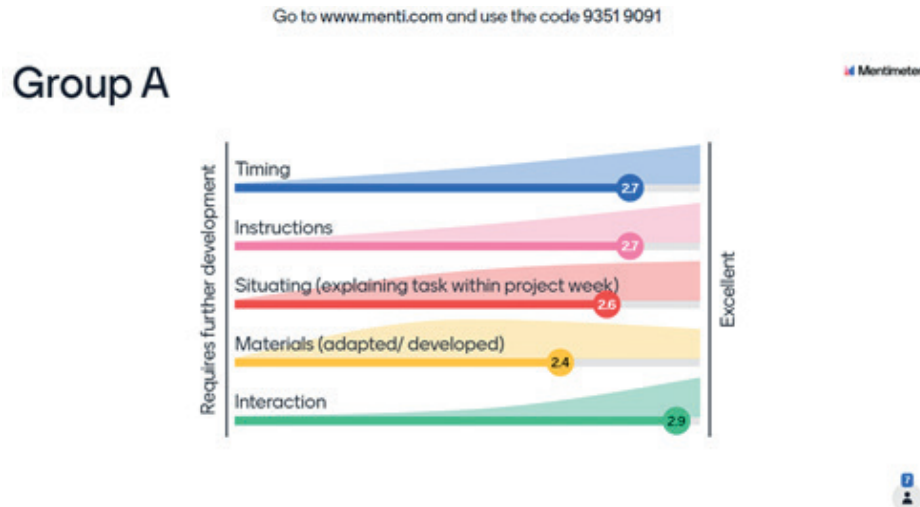 Go to www.menti.com and use the code 9351 9091
Group A
Mentimeter
Requires further development
Timing
2.7
Instructions
2.7
Situating (explaining task within project week)
2.6
Materials (adapted/ developed)
2.4
Interaction
2.9
Excellent
7